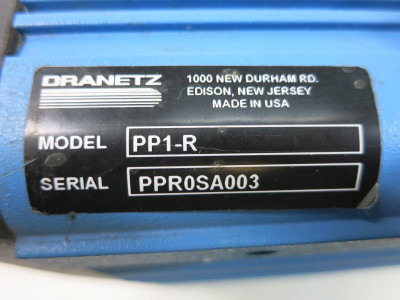 DRANETZ
1000 NEW DURHAM RD.
EDISON, NEW JERSEY
MADE IN USA
MODEL PP1-R
SERIAL PPR0SA003